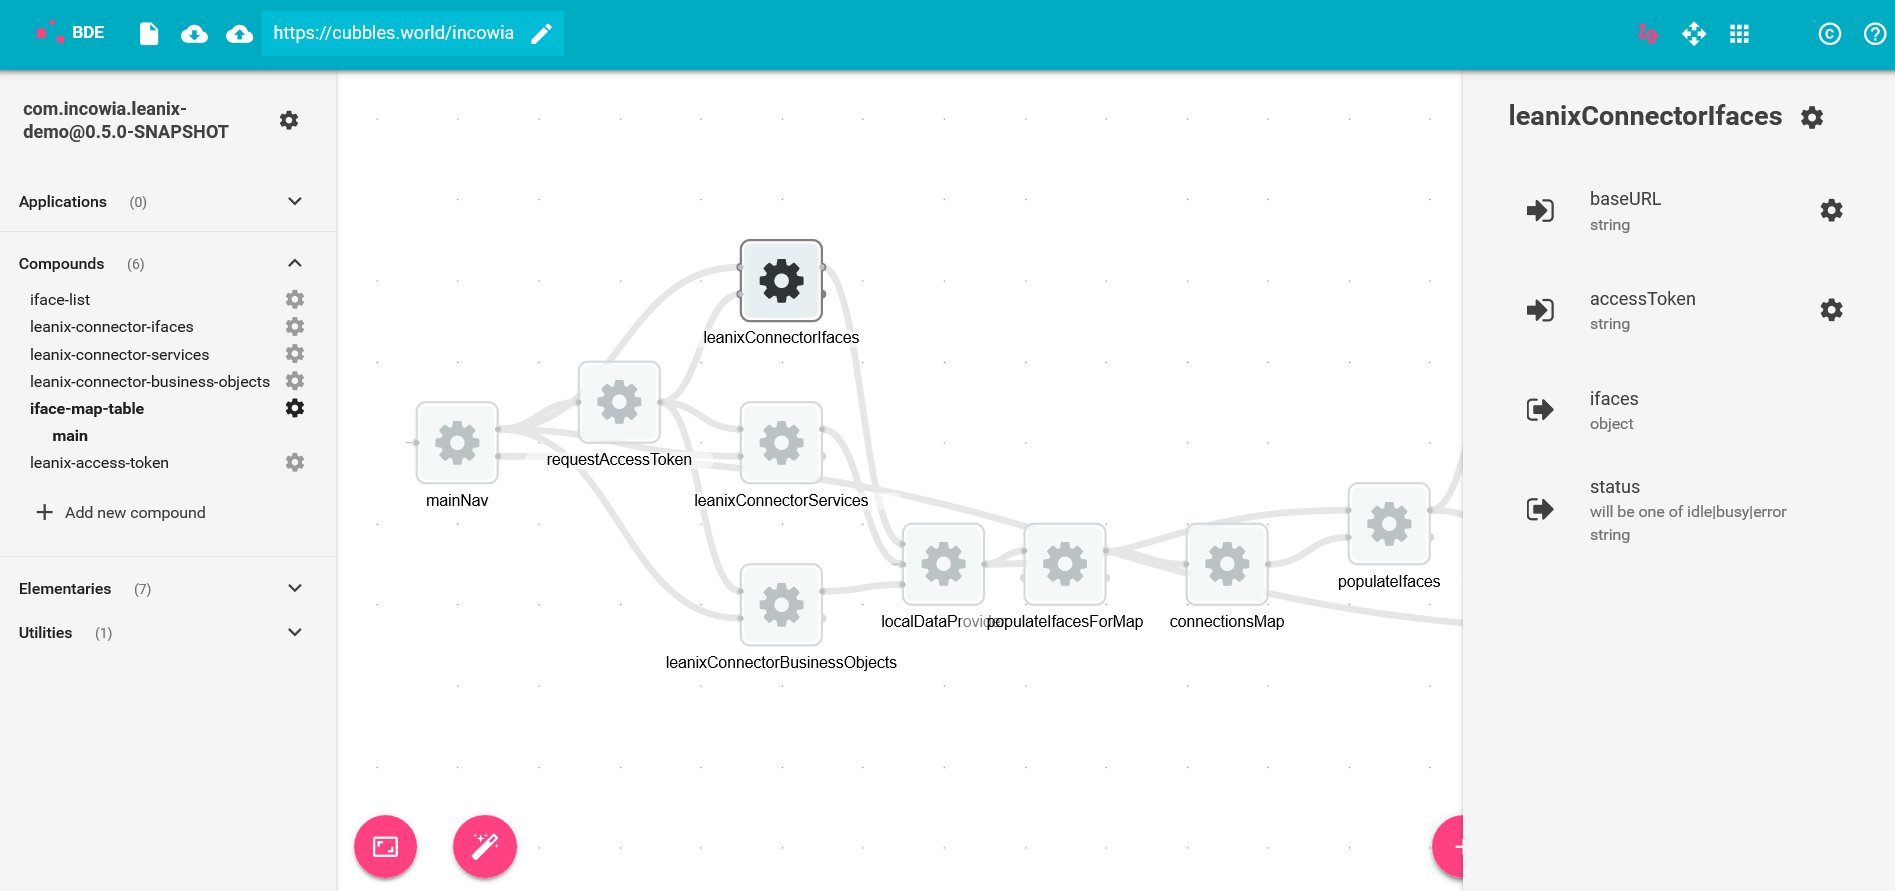 BDE
https://cubbles.world/incowia
com.incowia.leanix-
demo@0.5.0-SNAPSHOT
Applications (0)
Compounds (6)
iface-list
leanix-connector-ifaces
leanix-connector-services
leanix-connector-business-objects
iface-map-table
main
leanix-access-token
Add new compound
Elementaries (7)
Utilities (1)
leanixConnectorIfaces
requestAccessToken
mainNav
leanixConnectorServices
populateIfaces
localDataProvider
populateIfacesForMap
connectionsMap
leanixConnectorBusinessObjects
leanixConnectorIfaces
baseURL
string
accessToken
string
ifaces
object
status
will be one of idle|busy|error
string